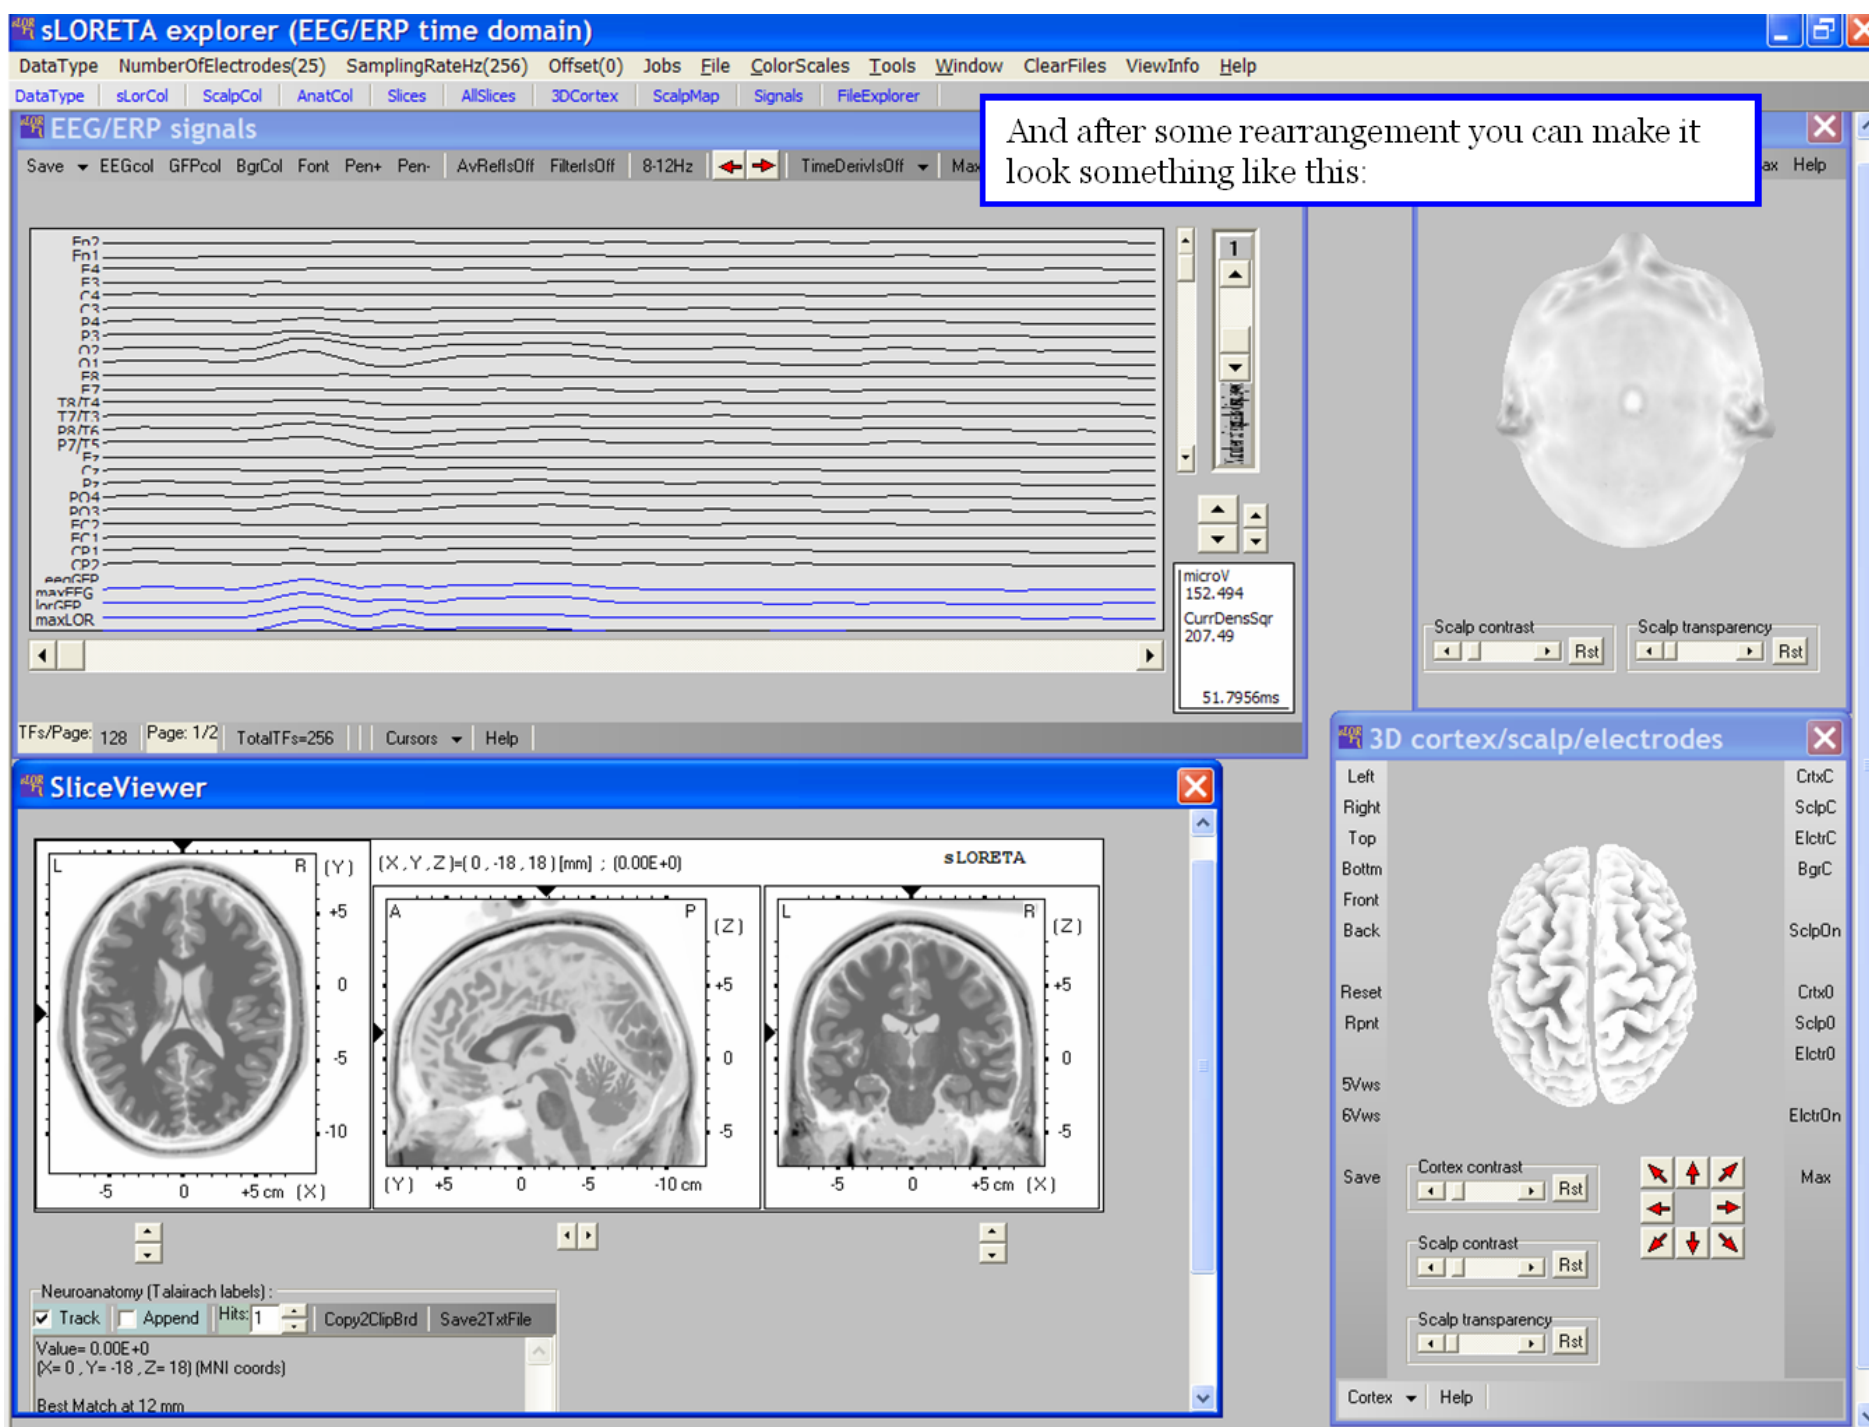 sLORETA explorer (EEG/ERP time domain)
DataType NumberOfElectrodes(25) SamplingRateHz(256) Offset(0) Jobs File ColorScales Tools Window ClearFiles ViewInfo Help
DataType sLorCol ScalpCol AnatCol Slices AllSlices 3DCortex ScalpMap Signals FileExplorer
And after some rearrangement you can make it
look something like this:
EEG/ERP signals
Save EEGcol GFPcol BgrCol Font Pen+ Pen- AvRefIsOff FilterIsOff 8-12Hz TimeDerivIsOff Max
ax Help
1
Fp2
Fp1
F4
F3
C4
C3
P4
P3
O2
O1
F8
F7
T8/T4
T7/T3
P8/T6
P7/T5
Fz
Cz
Pz
PO4
PO3
FC2
FC1
CP1
CP2
eegGFP
maxEEG
lorGFP
maxLOR
microV
152.494
CurrDensSqr
207.49
51.7956ms
TFs/Page: 128 Page: 1/2 TotalTFs=256 Cursors Help
Scalp contrast Scalp transparency
Rst Rst
SliceViewer
L R (Y)
+5
0
-5
-10
-5 0 +5 cm (X)
(X, Y, Z)=(0, -18, 18) [mm] ; (0.00E+0)
sLORETA
A P (Z)
+5
0
-5
(Y) +5 0 -5 -10 cm
L R (Z)
+5
0
-5
-5 0 +5 cm (X)
Neuroanatomy (Talairach labels) :
Track Append Hits: 1 Copy2ClipBrd Save2TxtFile
Value= 0.00E+0
(X= 0 , Y= -18 , Z= 18) (MNI coords)
Best Match at 12 mm
3D cortex/scalp/electrodes
Left
Right
Top
Bottm
Front
Back
Reset
Rpnt
5Vws
6Vws
Save
CrtxC
SclpC
ElctrC
BgrC
SclpOn
Crtx0
Sclp0
Elctr0
ElctrOn
Max
Cortex contrast
Rst
Scalp contrast
Rst
Scalp transparency
Rst
Cortex Help